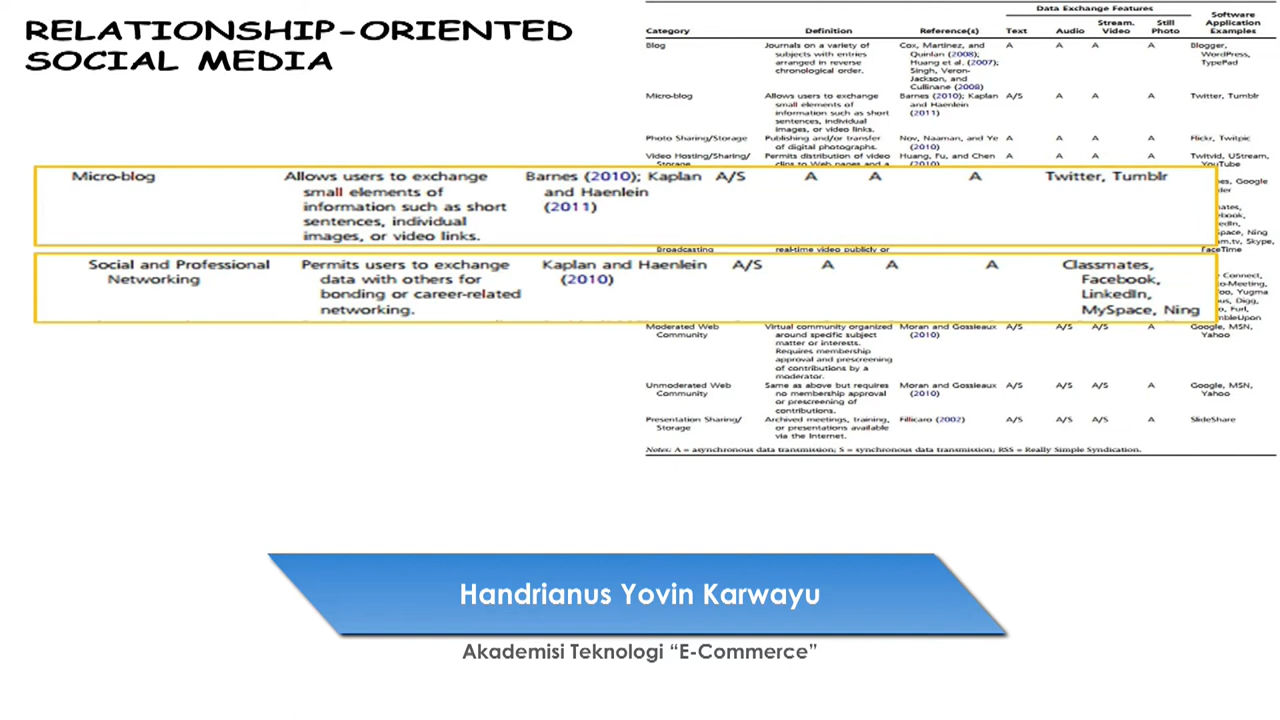 RELATIONSHIP-ORIENTED
SOCIAL MEDIA
Data Exchange Features
Category Definition Reference(s) Text Audio Stream. Video Still Photo Software Application Examples
Blog Journals on a variety of Cox, Martinez, and A A A A Blogger,
subjects with entries Quinlan (2008); WordPress,
arranged in reverse Huang et al. (2007); TypePad
chronological order. Singh, Veron-
Jackson, and
Cullinane (2008)
Micro-blog Allows users to exchange Barnes (2010); Kaplan A/S A A A Twitter, Tumblr
small elements of and Haenlein
information such as short (2011)
sentences, individual
images, or video links.
Photo Sharing/Storage Publishing and/or transfer Nov, Naaman, and Ye A A A A Flickr, Twitpic
of digital photographs. (2010)
Video Hosting/Sharing/ Permits distribution of video Huang, Fu, and Chen A A A A Twitvid, UStream,
Storage clips to Web pages and a (2010) YouTube
Micro-blog Allows users to exchange Barnes (2010); Kaplan A/S A A A Twitter, Tumblr
small elements of and Haenlein
information such as short (2011)
sentences, individual
images, or video links.
Broadcasting real-time video publicly or FaceTime
Social and Professional Permits users to exchange Kaplan and Haenlein A/S A A A Classmates,
Networking data with others for (2010) Facebook,
bonding or career-related LinkedIn,
networking. MySpace, Ning
Moderated Web Virtual community organized Moran and Gossieaux A/S A/S A/S A Google, MSN,
Community around specific subject (2010) Yahoo
matter or interests.
Requires membership
approval and prescreening
of contributions by a
moderator.
Unmoderated Web Same as above but requires Moran and Gossieaux A/S A/S A/S A Google, MSN,
Community no membership approval (2010) Yahoo
or prescreening of
contributions.
Presentation Sharing/ Archived meetings, training, Fillicaro (2002) A/S A/S A/S A SlideShare
Storage or presentations available
via the Internet.
Notes: A = asynchronous data transmission; S = synchronous data transmission; RSS = Really Simple Syndication.
Handrianus Yovin Karwayu
Akademisi Teknologi “E-Commerce”